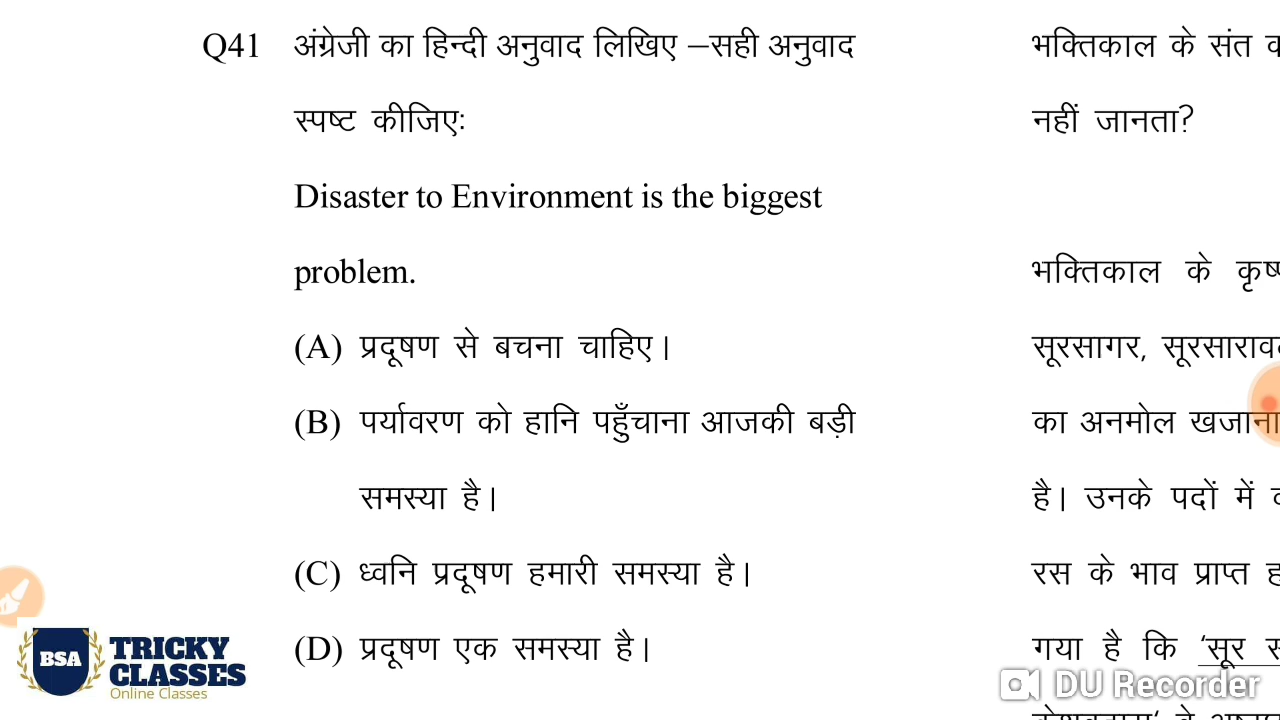 Q41 अंग्रेजी का हिन्दी अनुवाद लिखिए –सही अनुवाद
स्पष्ट कीजिए:
Disaster to Environment is the biggest
problem.
(A) प्रदूषण से बचना चाहिए।
(B) पर्यावरण को हानि पहुँचाना आजकी बड़ी
समस्या है।
(C) ध्वनि प्रदूषण हमारी समस्या है।
(D) प्रदूषण एक समस्या है।
भक्तिकाल के संत
नहीं जानता?
भक्तिकाल के
सूरसागर,
का अनमोल खजाना
है। उनके पदों में
रस के भाव प्राप्त
गया है कि 'सूर
BSA TRICKY
CLASSES
Online Classes
DU Recorder